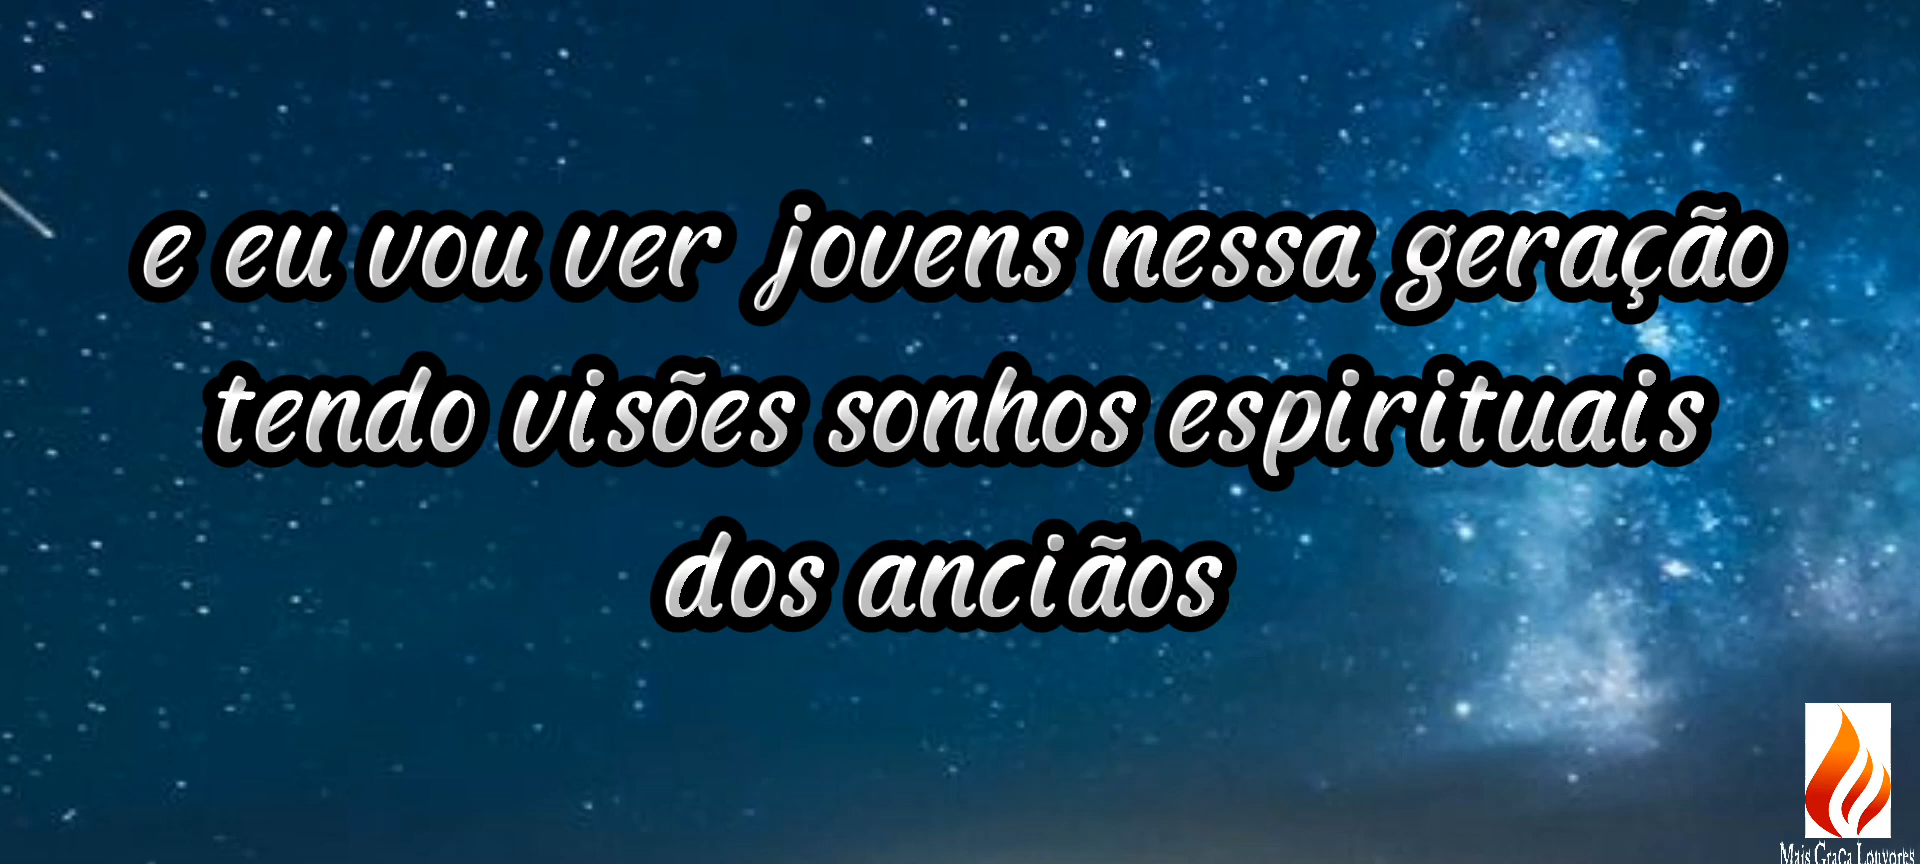 e eu vou ver jovens nessa geração
tendo visões sonhos espirituais
dos anciãos
Mais Graça Louvores